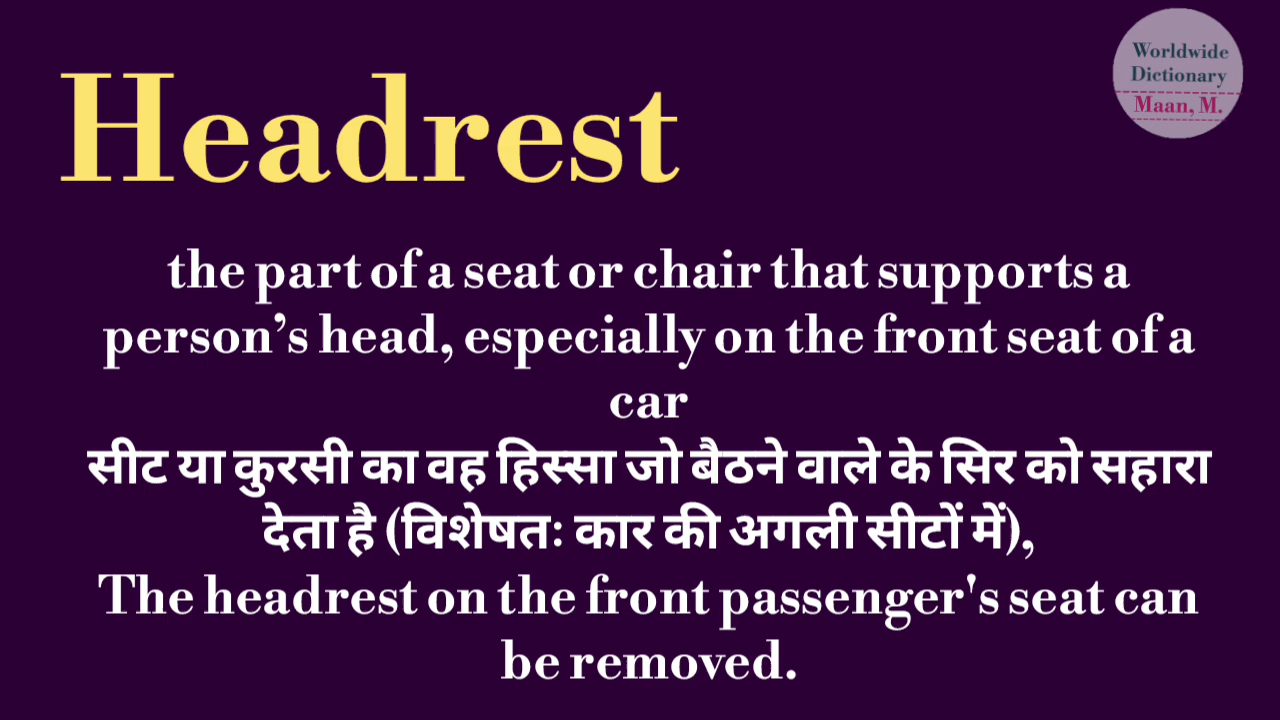 Headrest
Worldwide
Dictionary
Maan, M.
the part of a seat or chair that supports a
person’s head, especially on the front seat of a
car
सीट या कुरसी का वह हिस्सा जो बैठने वाले के सिर को सहारा
देता है (विशेषतः कार की अगली सीटों में),
The headrest on the front passenger's seat can
be removed.